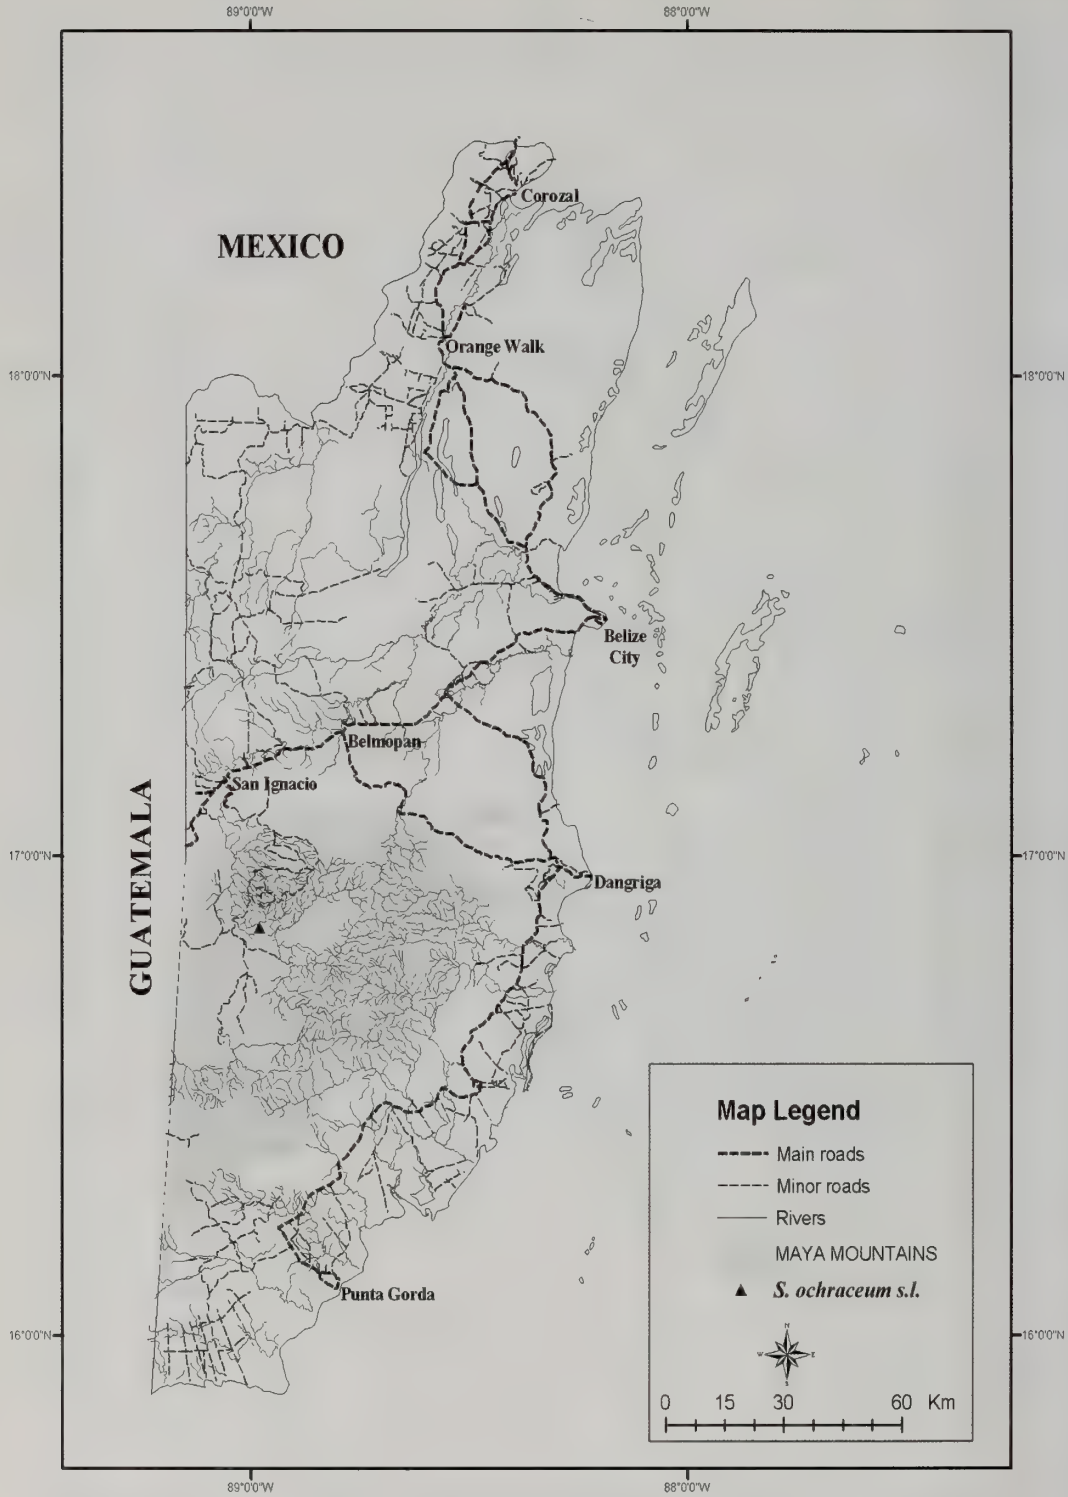 89°0'0"W
88°0'0"W
Corozal
MEXICO
Orange Walk
18°0'0"N
18°0'0"N
Belize
City
Belmopan
San Ignacio
GUATEMALA
17°0'0"N
17°0'0"N
Dangriga
Map Legend
Main roads
Minor roads
Rivers
MAYA MOUNTAINS
S. ochraceum s.l.
Punta Gorda
16°0'0"N
16°0'0"N
N
W
E
S
0 15 30 60 Km
89°0'0"W
88°0'0"W